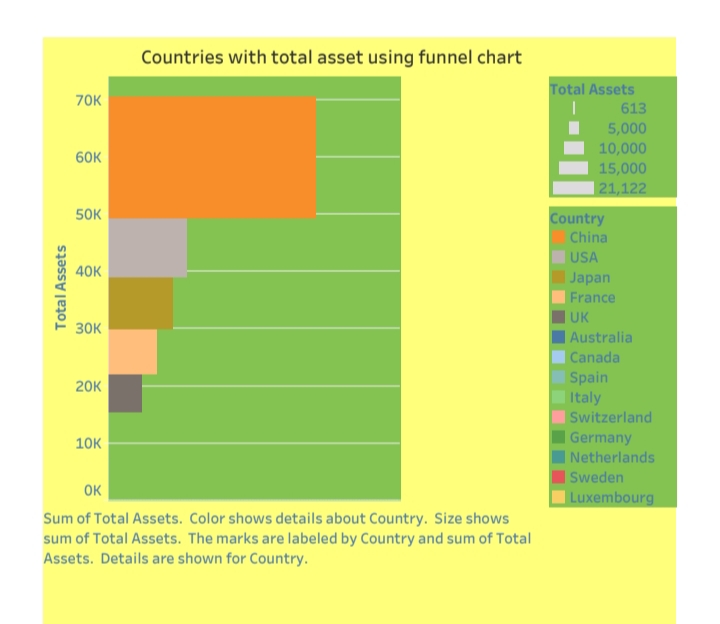 Countries with total asset using funnel chart
70K
60K
50K
40K
30K
20K
10K
0K
Total Assets
Total Assets
613
5,000
10,000
15,000
21,122
Country
China
USA
Japan
France
UK
Australia
Canada
Spain
Italy
Switzerland
Germany
Netherlands
Sweden
Luxembourg
Sum of Total Assets. Color shows details about Country. Size shows
sum of Total Assets. The marks are labeled by Country and sum of Total
Assets. Details are shown for Country.